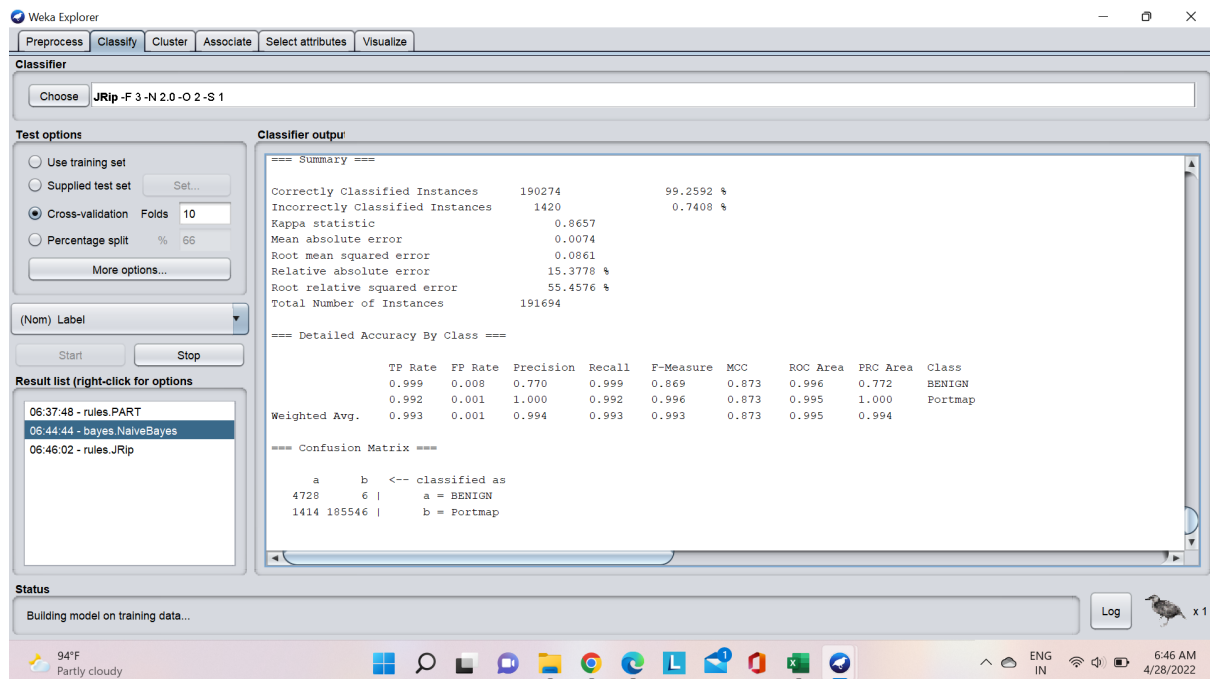 Weka Explorer
Preprocess Classify Cluster Associate Select attributes Visualize
Classifier
Choose JRip -F 3 -N 2.0 -O 2 -S 1
Test options
Use training set
Supplied test set Set...
Cross-validation Folds 10
Percentage split % 66
More options...
(Nom) Label
Start Stop
Result list (right-click for options
06:37:48 - rules.PART
06:44:44 - bayes.NaiveBayes
06:46:02 - rules.JRip
Classifier output
=== Summary ===
Correctly Classified Instances 190274 99.2592 %
Incorrectly Classified Instances 1420 0.7408 %
Kappa statistic 0.8657
Mean absolute error 0.0074
Root mean squared error 0.0861
Relative absolute error 15.3778 %
Root relative squared error 55.4576 %
Total Number of Instances 191694
=== Detailed Accuracy By Class ===
TP Rate FP Rate Precision Recall F-Measure MCC ROC Area PRC Area Class
0.999 0.008 0.770 0.999 0.869 0.873 0.996 0.772 BENIGN
0.992 0.001 1.000 0.992 0.996 0.873 0.995 1.000 Portmap
Weighted Avg. 0.993 0.001 0.994 0.993 0.993 0.873 0.995 0.994
=== Confusion Matrix ===
a b <-- classified as
4728 6 | a = BENIGN
1414 185546 | b = Portmap
Status
Building model on training data...
Log
x 1
94°F
Partly cloudy
L
1
ENG
IN
6:46 AM
4/28/2022